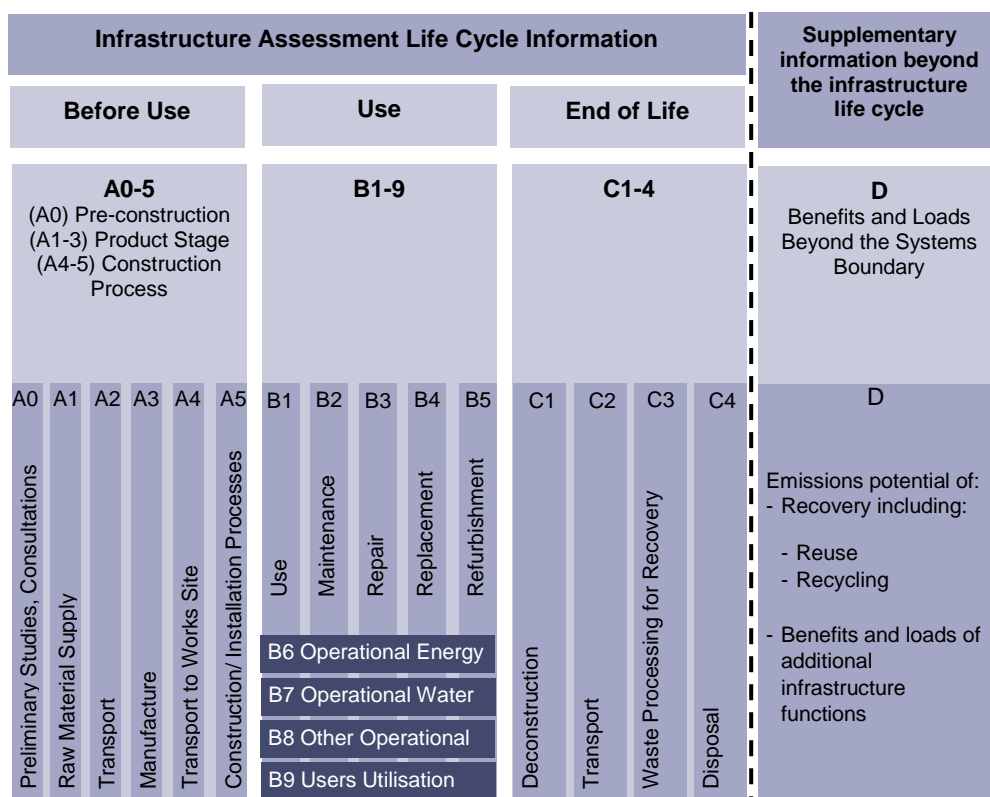 Infrastructure Assessment Life Cycle Information
Supplementary
information beyond
the infrastructure
life cycle
Before Use
Use
End of Life
A0-5
(A0) Pre-construction
(A1-3) Product Stage
(A4-5) Construction
Process
B1-9
C1-4
D
Benefits and Loads
Beyond the Systems
Boundary
A0
Preliminary Studies, Consultations
A1
Raw Material Supply
A2
Transport
A3
Manufacture
A4
Transport to Works Site
A5
Construction/ Installation Processes
B1
Use
B2
Maintenance
B3
Repair
B4
Replacement
B5
Refurbishment
B6 Operational Energy
B7 Operational Water
B8 Other Operational
B9 Users Utilisation
C1
Deconstruction
C2
Transport
C3
Waste Processing for Recovery
C4
Disposal
D
Emissions potential of:
- Recovery including:
- Reuse
- Recycling
- Benefits and loads of
additional
infrastructure
functions